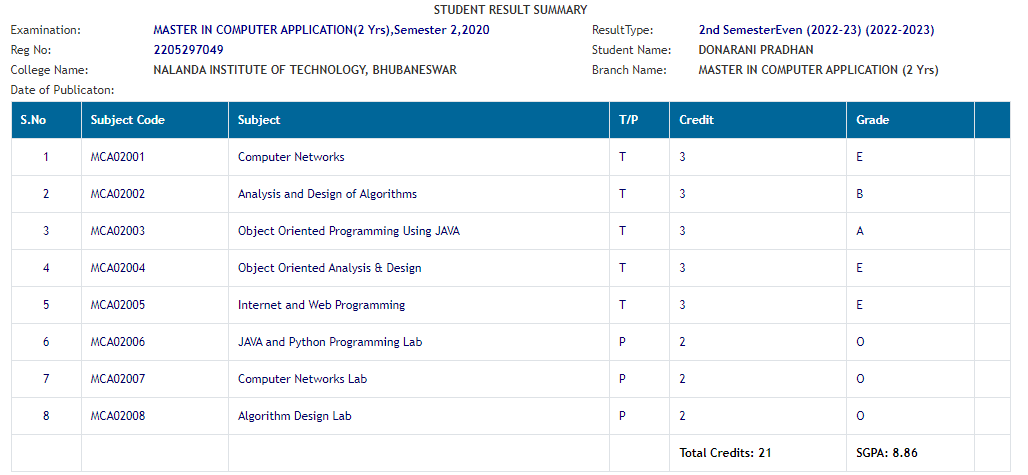 STUDENT RESULT SUMMARY
Examination: MASTER IN COMPUTER APPLICATION(2 Yrs),Semester 2,2020 ResultType: 2nd SemesterEven (2022-23) (2022-2023)
Reg No: 2205297049 Student Name: DONARANI PRADHAN
College Name: NALANDA INSTITUTE OF TECHNOLOGY, BHUBANESWAR Branch Name: MASTER IN COMPUTER APPLICATION (2 Yrs)
Date of Publicaton:
S.No Subject Code Subject T/P Credit Grade
1 MCA02001 Computer Networks T 3 E
2 MCA02002 Analysis and Design of Algorithms T 3 B
3 MCA02003 Object Oriented Programming Using JAVA T 3 A
4 MCA02004 Object Oriented Analysis & Design T 3 E
5 MCA02005 Internet and Web Programming T 3 E
6 MCA02006 JAVA and Python Programming Lab P 2 O
7 MCA02007 Computer Networks Lab P 2 O
8 MCA02008 Algorithm Design Lab P 2 O
Total Credits: 21 SGPA: 8.86